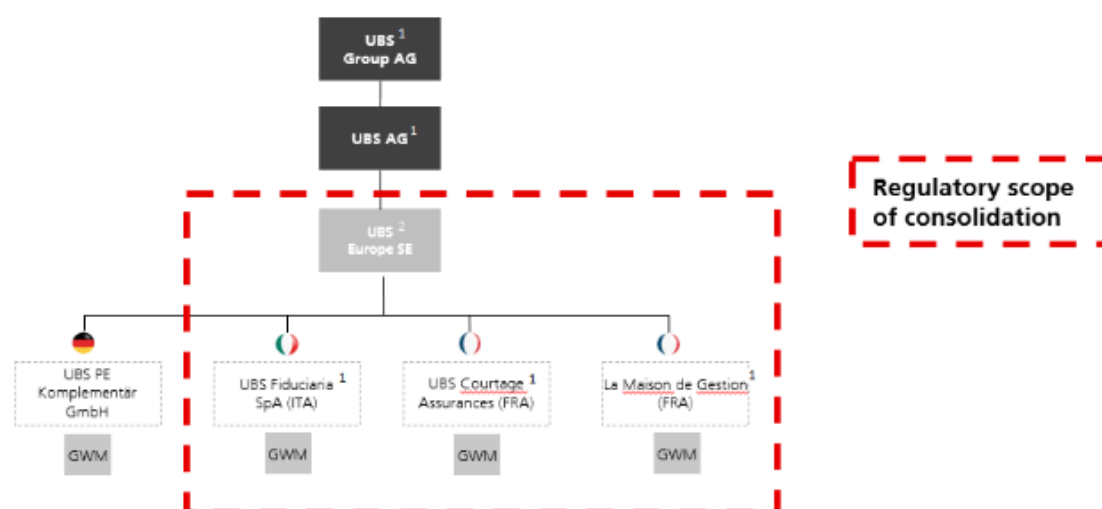 UBS 1
Group AG
UBS AG 1
Regulatory scope
of consolidation
UBS 2
Europe SE
UBS PE
Komplementär
GmbH
UBS Fiduciaria 1
SpA (ITA)
UBS Courtage 1
Assurances (FRA)
La Maison de Gestion 1
(FRA)
GWM
GWM
GWM
GWM